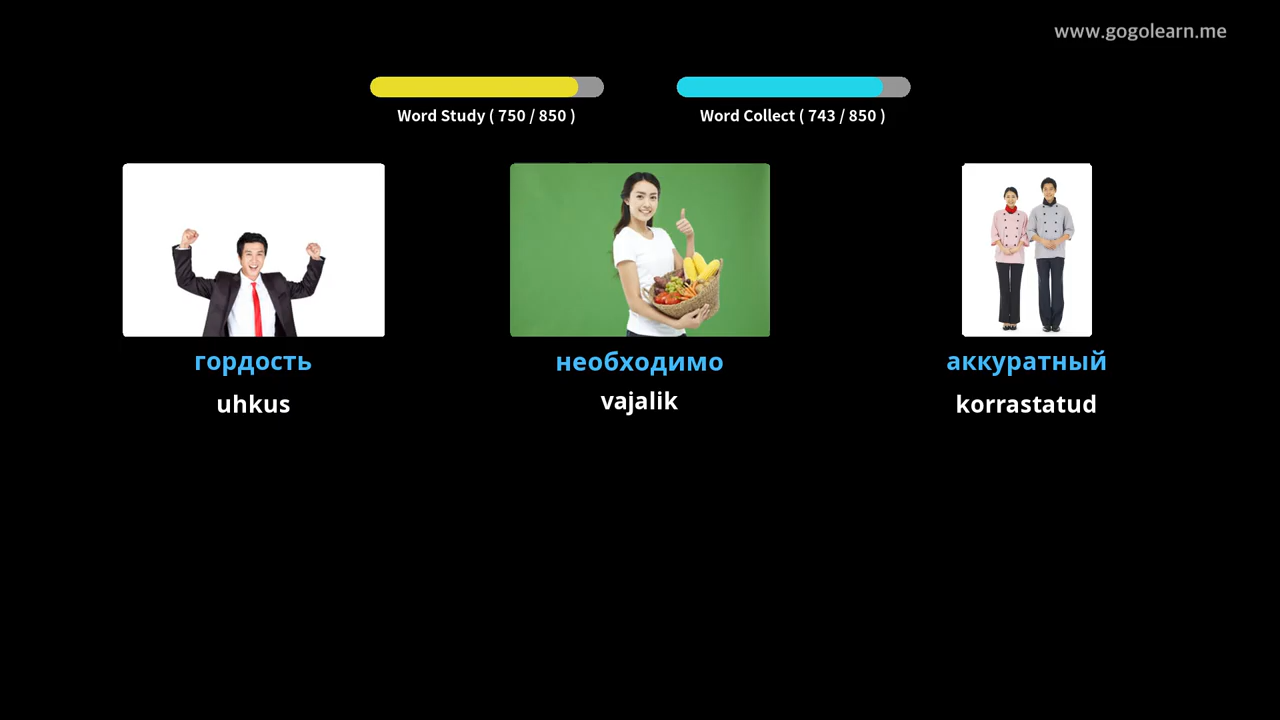 www.gogolearn.me
Word Study ( 750 / 850 )
Word Collect ( 743 / 850 )
гордость
необходимо
аккуратный
uhkus
vajalik
korrastatud